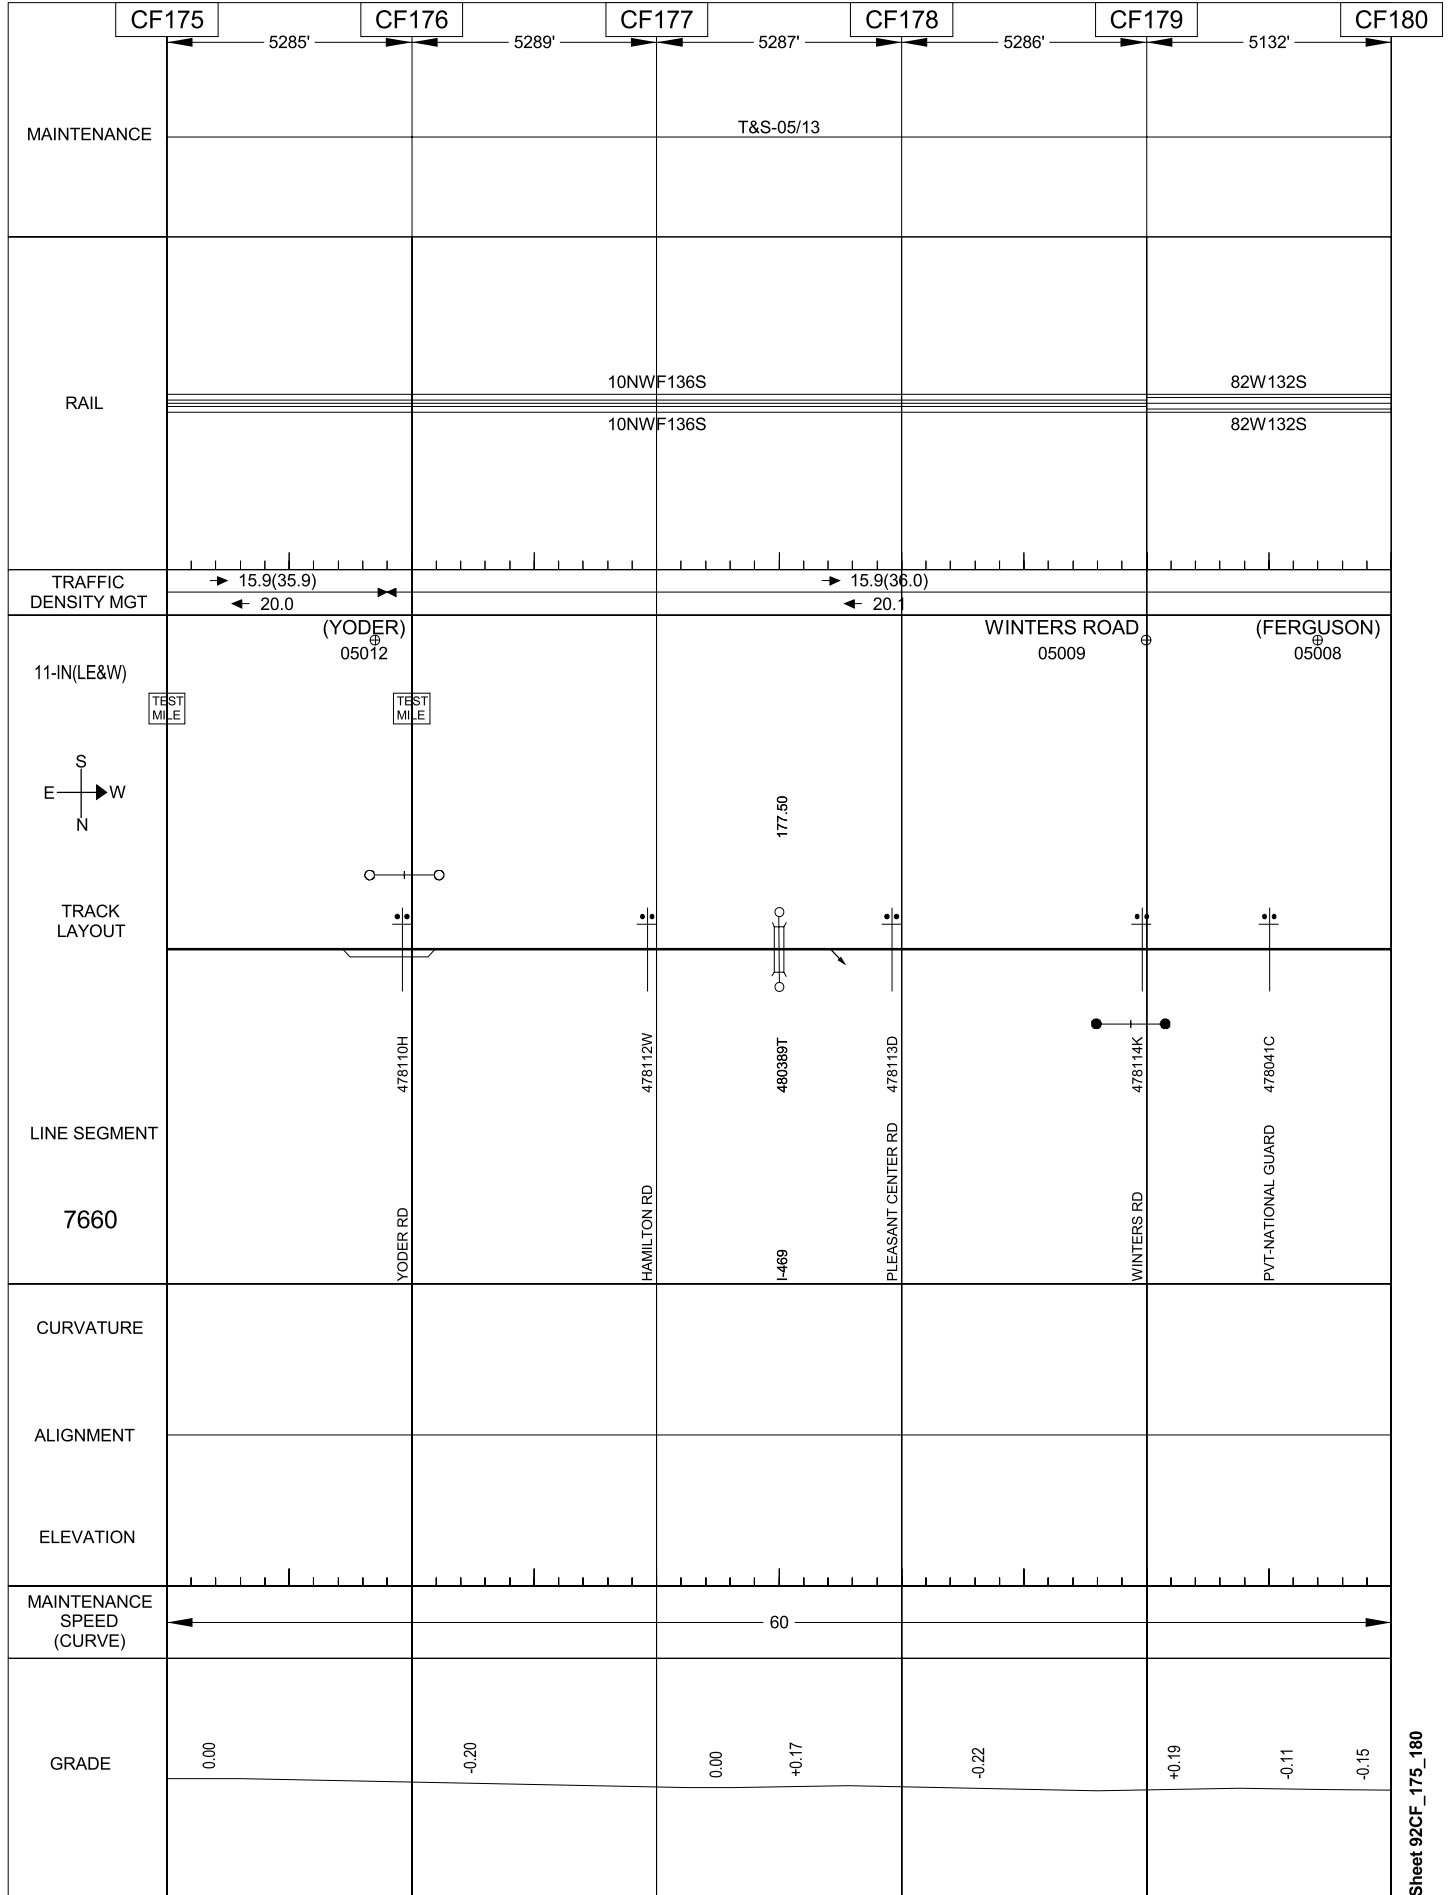 CF175 CF176 CF177 CF178 CF179 CF180
5285' 5289' 5287' 5286' 5132'
MAINTENANCE
T&S-05/13
RAIL
10NWF136S 82W132S
10NWF136S 82W132S
TRAFFIC
DENSITY MGT
15.9(35.9) 15.9(36.0)
20.0 20.1
(YODER) WINTERS ROAD (FERGUSON)
05012 05009 05008
11-IN(LE&W)
TEST
MILE
TEST
MILE
S
E W
N
177.50
TRACK
LAYOUT
478110H
478112W
480389T
478113D
478114K
478041C
LINE SEGMENT
7660
YODER RD
HAMILTON RD
I-469
PLEASANT CENTER RD
WINTERS RD
PVT-NATIONAL GUARD
CURVATURE
ALIGNMENT
ELEVATION
MAINTENANCE
SPEED
(CURVE)
60
GRADE
0.00
-0.20
0.00
+0.17
-0.22
+0.19
-0.11
-0.15
Sheet 92CF_175_180